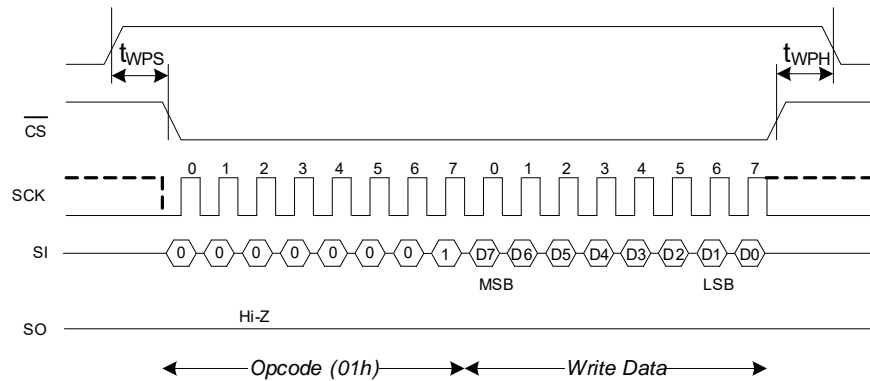 tWPS tWPH
CS
0 1 2 3 4 5 6 7 0 1 2 3 4 5 6 7
SCK
SI 0 0 0 0 0 0 0 1 D7 D6 D5 D4 D3 D2 D1 D0
MSB LSB
Hi-Z
SO
Opcode (01h) Write Data